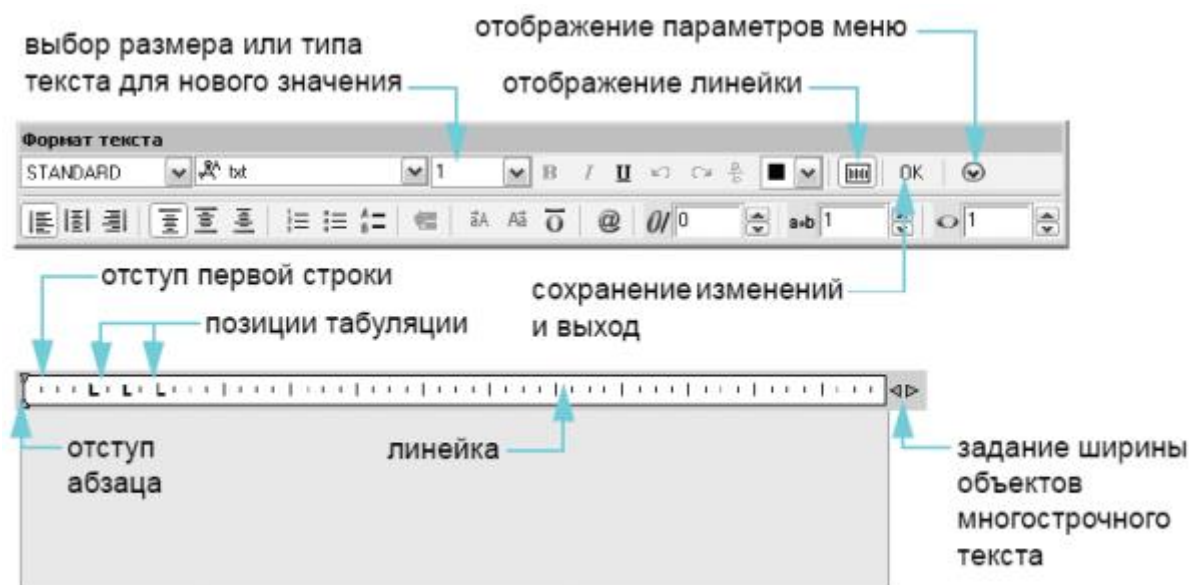 отображение параметров меню
выбор размера или типа
текста для нового значения
отображение линейки
Формат текста
STANDARD txt 1 B I U OK
@ 0/ 0 a•b 1 1
отступ первой строки
сохранение изменений
и выход
позиции табуляции
отступ
абзаца
линейка
задание ширины
объектов
многострочного
текста